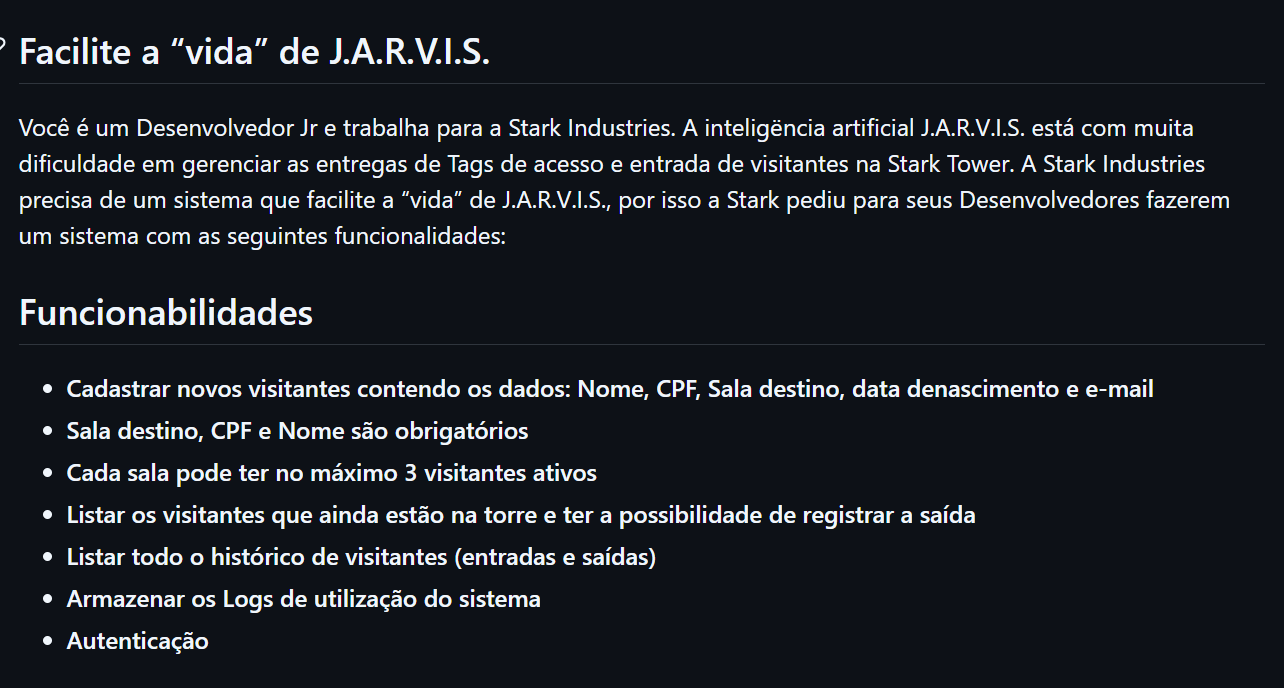 Facilite a “vida” de J.A.R.V.I.S.
Você é um Desenvolvedor Jr e trabalha para a Stark Industries. A inteligëncia artificial J.A.R.V.I.S. está com muita
dificuldade em gerenciar as entregas de Tags de acesso e entrada de visitantes na Stark Tower. A Stark Industries
precisa de um sistema que facilite a “vida” de J.A.R.V.I.S., por isso a Stark pediu para seus Desenvolvedores fazerem
um sistema com as seguintes funcionalidades:
Funcionabilidades
• Cadastrar novos visitantes contendo os dados: Nome, CPF, Sala destino, data denascimento e e-mail
• Sala destino, CPF e Nome são obrigatórios
• Cada sala pode ter no máximo 3 visitantes ativos
• Listar os visitantes que ainda estão na torre e ter a possibilidade de registrar a saída
• Listar todo o histórico de visitantes (entradas e saídas)
• Armazenar os Logs de utilização do sistema
• Autenticação